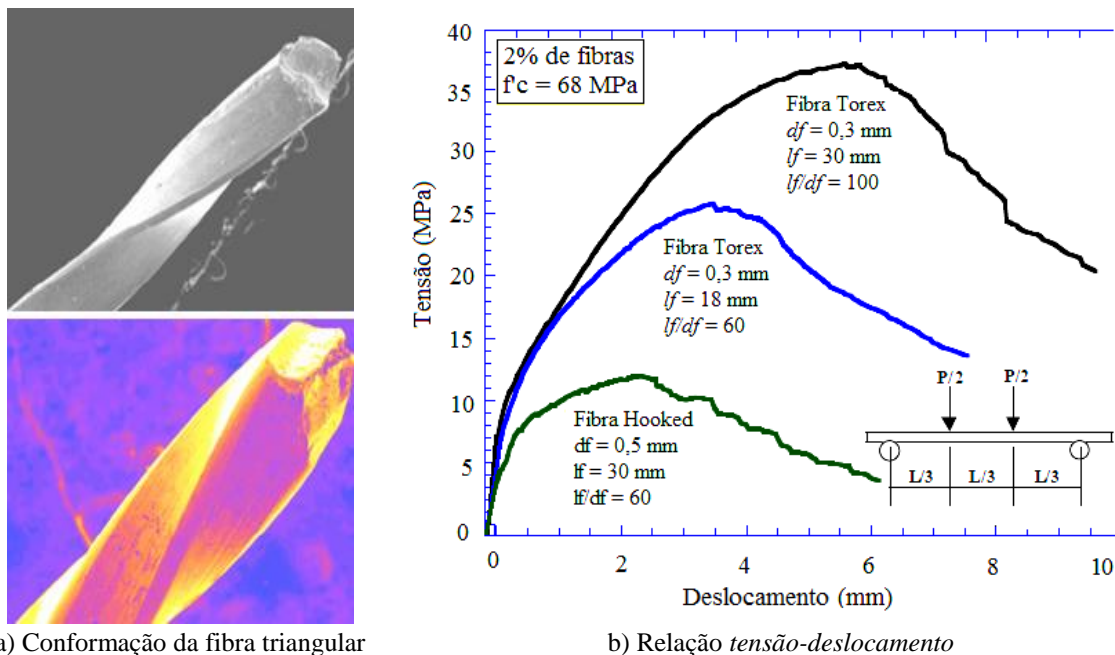 40
35
30
25
20
15
10
5
0
Tensão (MPa)
2% de fibras
f'c = 68 MPa
Fibra Torex
df = 0,3 mm
lf = 30 mm
lf/df = 100
Fibra Torex
df = 0,3 mm
lf = 18 mm
lf/df = 60
Fibra Hooked
df = 0,5 mm
lf = 30 mm
lf/df = 60
P/2 P/2
L/3 L/3 L/3
0 2 4 6 8 10
Deslocamento (mm)
a) Conformação da fibra triangular
b) Relação tensão-deslocamento